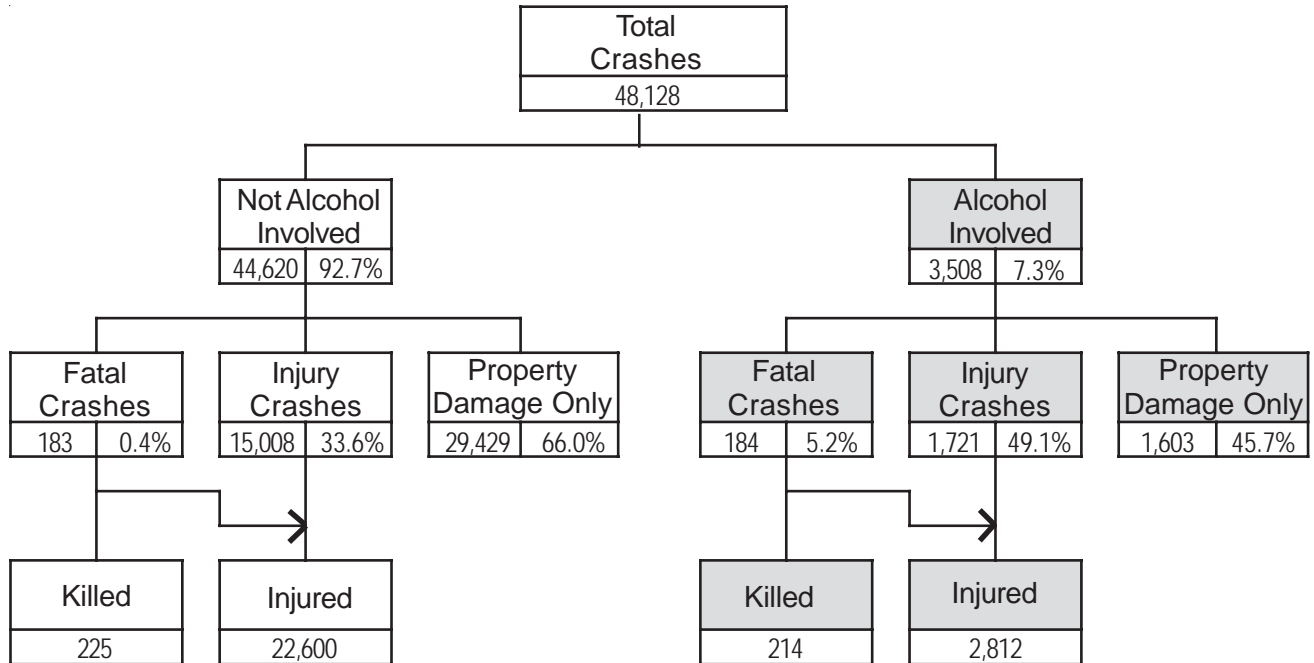 Total
Crashes
48,128
Not Alcohol
Involved
44,620 92.7%
Alcohol
Involved
3,508 7.3%
Fatal
Crashes
183 0.4%
Injury
Crashes
15,008 33.6%
Property
Damage Only
29,429 66.0%
Fatal
Crashes
184 5.2%
Injury
Crashes
1,721 49.1%
Property
Damage Only
1,603 45.7%
Killed
225
Injured
22,600
Killed
214
Injured
2,812